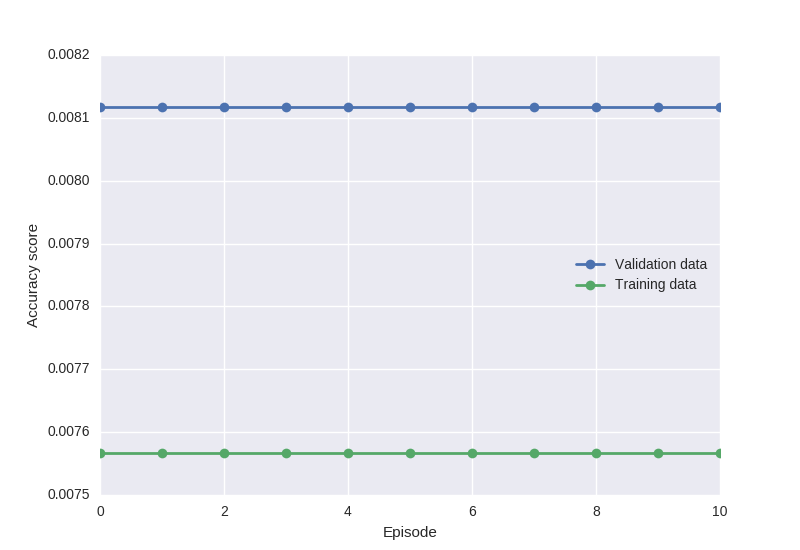 0.0082
0.0081
0.0080
0.0079
0.0078
0.0077
0.0076
0.0075
Accuracy score
Validation data
Training data
0 2 4 6 8 10
Episode